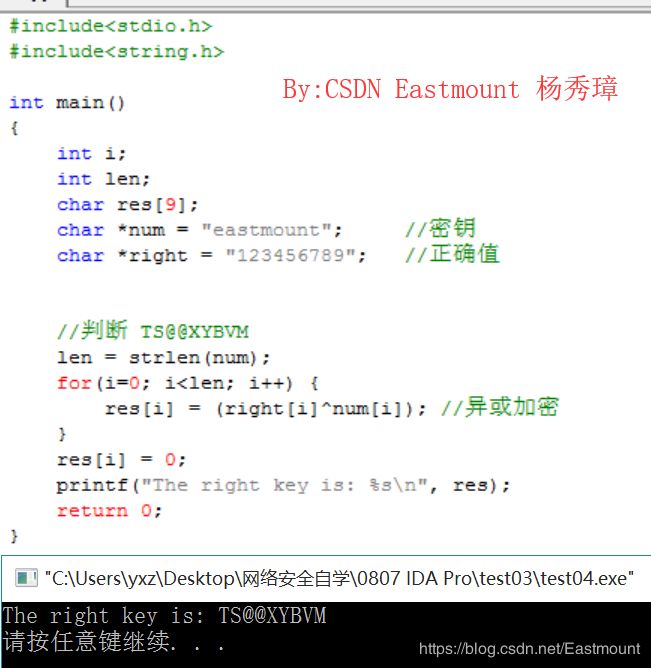 #include<stdio.h>
#include<string.h>
By:CSDN Eastmount 杨秀璋
int main()
{
    int i;
    int len;
    char res[9];
    char *num = "eastmount";     //密钥
    char *right = "123456789";   //正确值
    //判断 TS@@XYBVM
    len = strlen(num);
    for(i=0; i<len; i++) {
        res[i] = (right[i]^num[i]); //异或加密
    }
    res[i] = 0;
    printf("The right key is: %s\n", res);
    return 0;
}
"C:\Users\yxz\Desktop\网络安全自学\0807 IDA Pro\test03\test04.exe"
The right key is: TS@@XYBVM
请按任意键继续. . .
https://blog.csdn.net/Eastmount